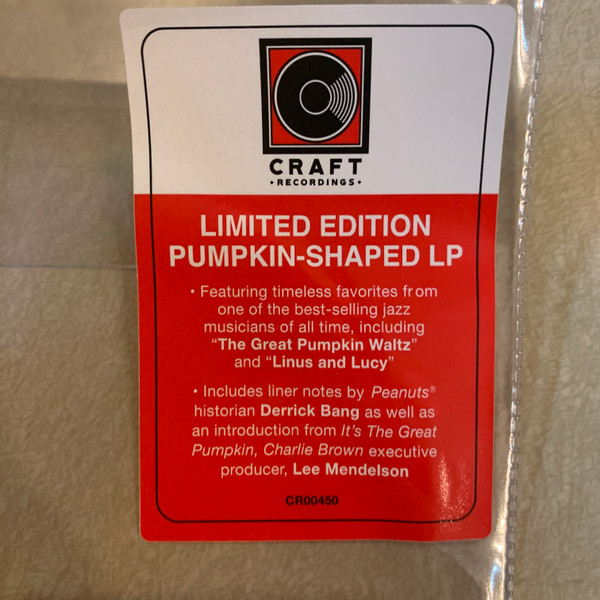 CRAFT
•RECORDINGS•
LIMITED EDITION
PUMPKIN-SHAPED LP
• Featuring timeless favorites from
one of the best-selling jazz
musicians of all time, including
“The Great Pumpkin Waltz”
and “Linus and Lucy”
• Includes liner notes by Peanuts®
historian Derrick Bang as well as
an introduction from It’s The Great
Pumpkin, Charlie Brown executive
producer, Lee Mendelson
CR00450